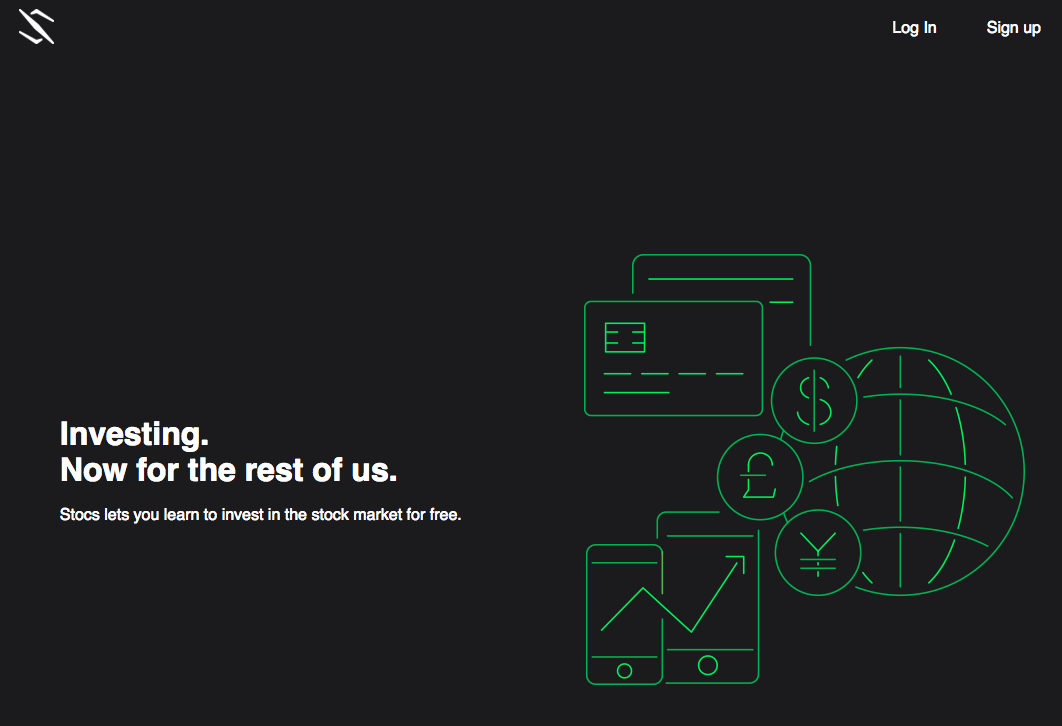 Log In
Sign up
Investing.
Now for the rest of us.
Stocs lets you learn to invest in the stock market for free.
$
£
¥